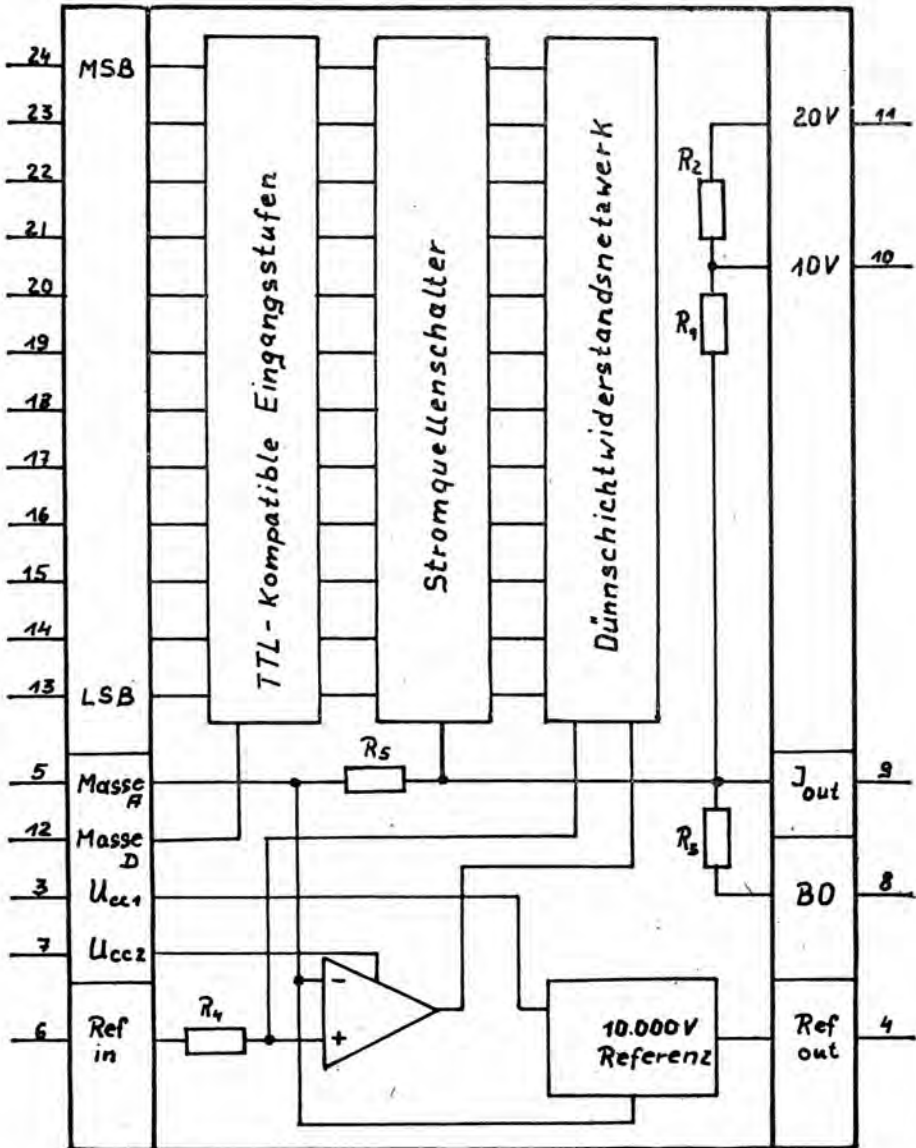 24 MSB
23
22
21
20
19
18
17
16
15
14
13 LSB
5 Masse A
12 Masse D
3 Ucc1
7 Ucc2
6 Ref in
TTL-Kompatible Eingangsstufen
Stromquellenschalter
Dünnschichtwiderstandsnetawerk
R2
R1
R5
R3
R4
-
+
10.000V
Referenz
20V 11
10V 10
Jout 9
BO 8
Ref out 4